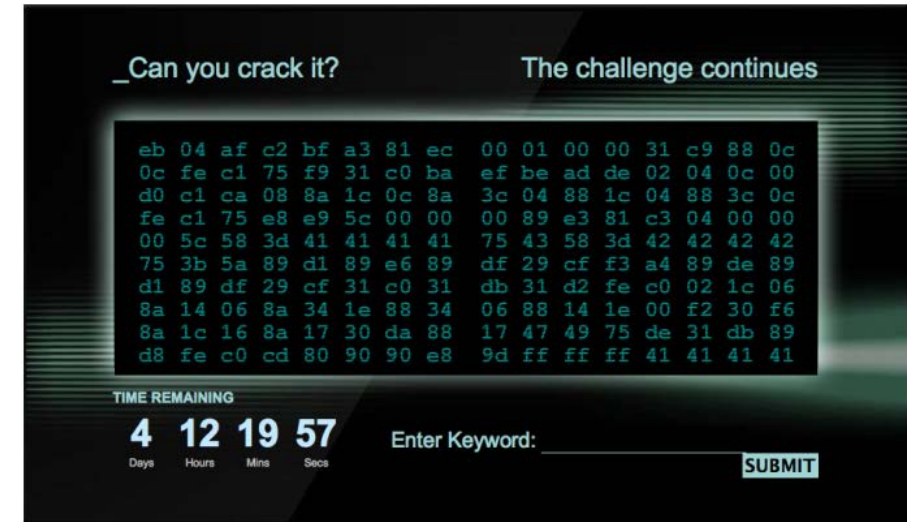 _Can you crack it? The challenge continues
eb 04 af c2 bf a3 81 ec 00 01 00 00 31 c9 88 0c
0c fe c1 75 f9 31 c0 ba ef be ad de 02 04 0c 00
d0 c1 ca 08 8a 1c 0c 8a 3c 04 88 1c 04 88 3c 0c
fe c1 75 e8 e9 5c 00 00 00 89 e3 81 c3 04 00 00
00 5c 58 3d 41 41 41 41 75 43 58 3d 42 42 42 42
75 3b 5a 89 d1 89 e6 89 df 29 cf f3 a4 89 de 89
d1 89 df 29 cf 31 c0 31 db 31 d2 fe c0 02 1c 06
8a 14 06 8a 34 1e 88 34 06 88 14 1e 00 f2 30 f6
8a 1c 16 8a 17 30 da 88 17 47 49 75 de 31 db 89
d8 fe c0 cd 80 90 90 e8 9d ff ff ff 41 41 41 41
TIME REMAINING
4 12 19 57
Days Hours Mins Secs
Enter Keyword:
SUBMIT